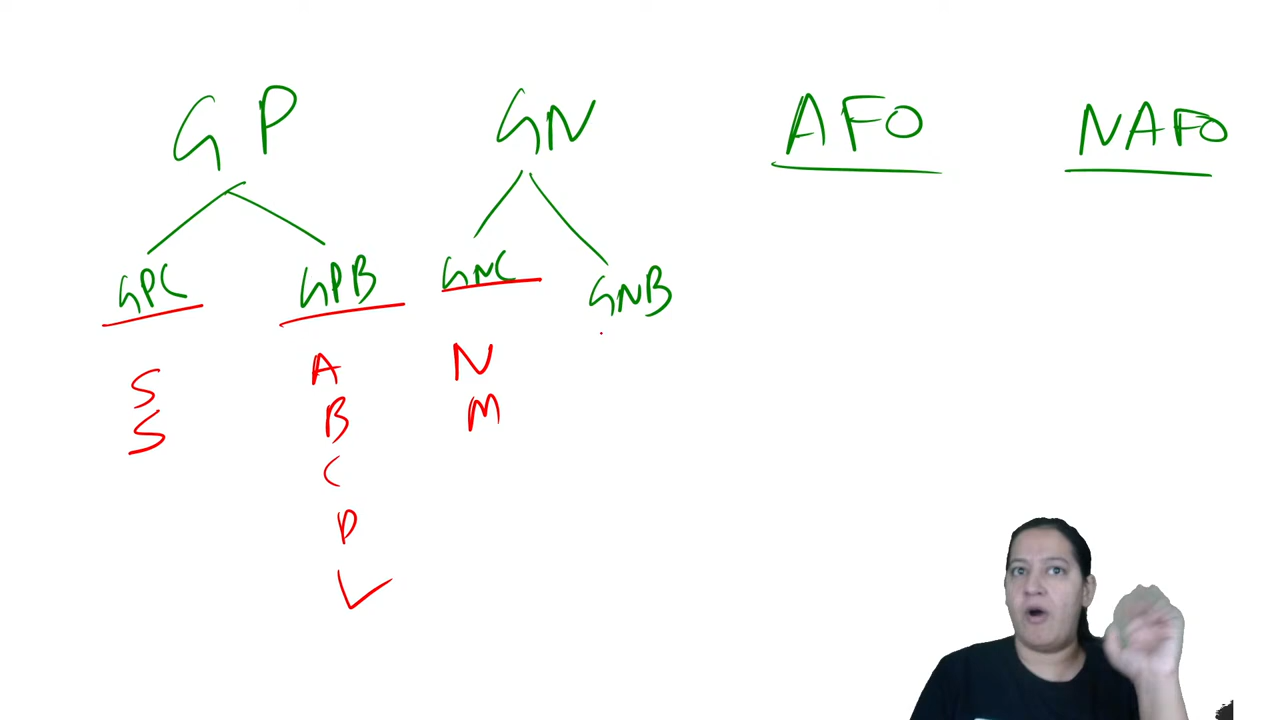 GP GN AFO NAFO
GPC GPB GNC GNB
S A N
S B M
C
D